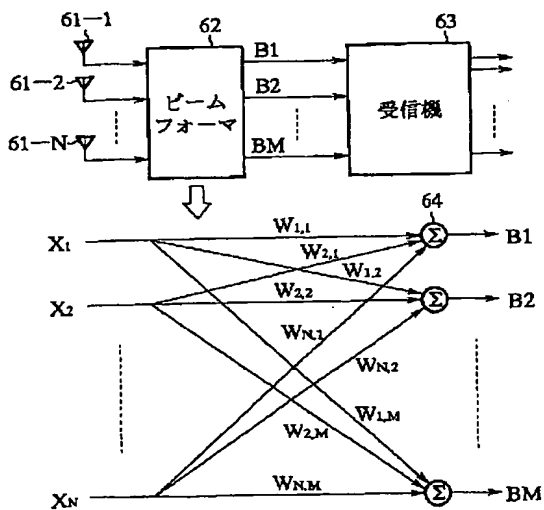 61—1
62
63
61—2
61—N
B1
B2
BM
ビーム
フォーマ
受信機
64
X1
X2
XN
W1,1
W2,1
W1,2
W2,2
WN,1
WN,2
W1,M
W2,M
WN,M
Σ
Σ
Σ
B1
B2
BM